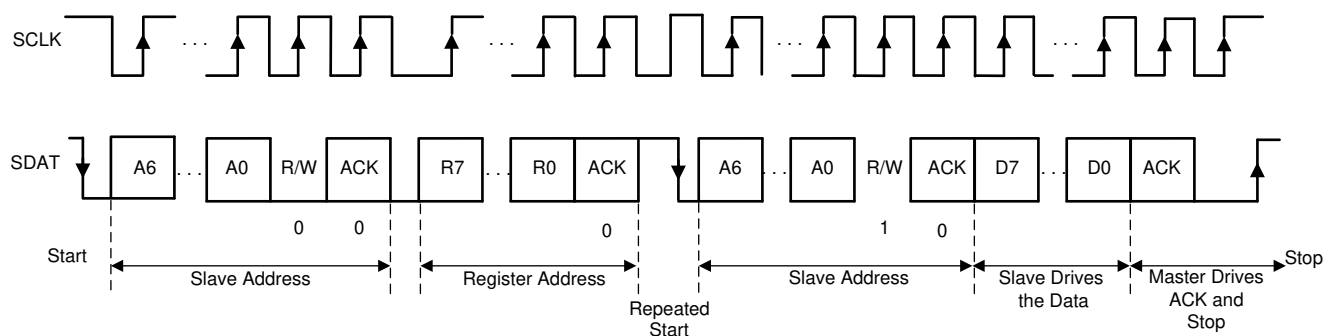 SCLK ... ... ... ...
SDAT A6 ... A0 R/W ACK R7 ... R0 ACK A6 ... A0 R/W ACK D7 ... D0 ACK
0 0 0 1 0
Start Stop
Slave Address Register Address Slave Address Slave Drives Master Drives
the Data ACK and
Repeated Stop
Start